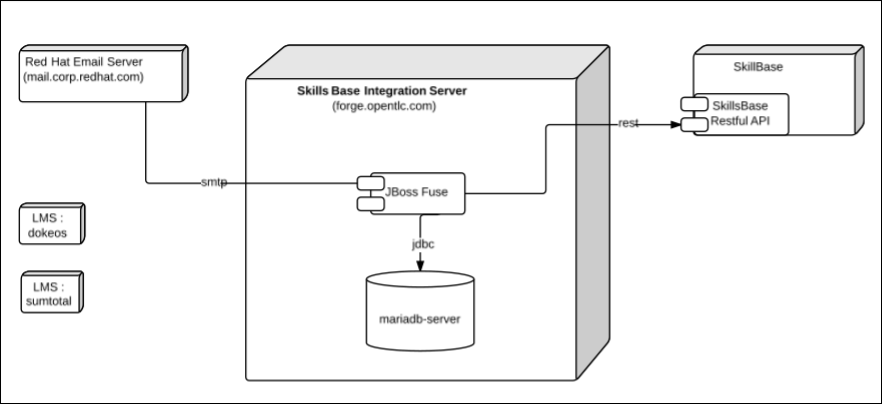 Red Hat Email Server
(mail.corp.redhat.com)
Skills Base Integration Server
(forge.opentlc.com)
SkillBase
SkillsBase
Restful API
rest
smtp
JBoss Fuse
LMS :
dokeos
jdbc
LMS :
sumtotal
mariadb-server